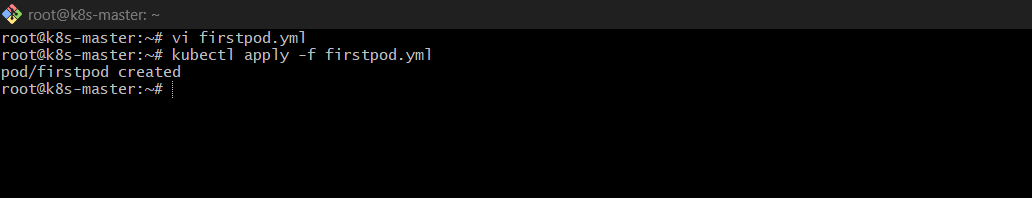 root@k8s-master: ~
root@k8s-master:~# vi firstpod.yml
root@k8s-master:~# kubectl apply -f firstpod.yml
pod/firstpod created
root@k8s-master:~#